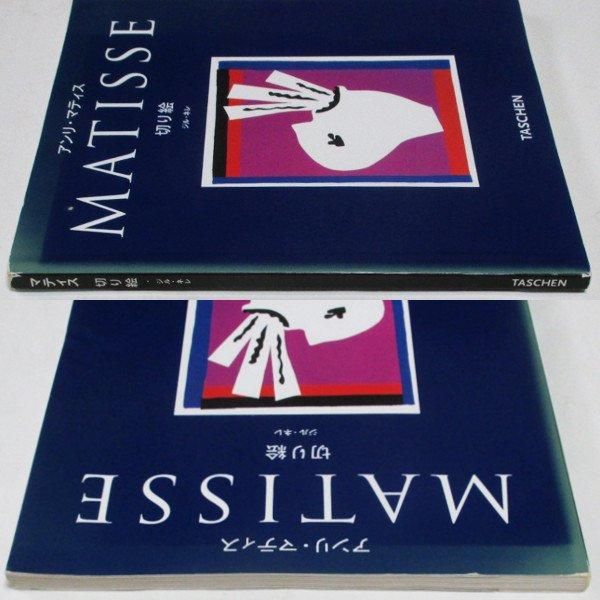 アンリ・マティス
MATISSE
切り絵
ジル・ネレ
TASCHEN
マティス 切り絵 ・ジル・ネレ TASCHEN
アンリ・マティス
MATISSE
切り絵
ジル・ネレ